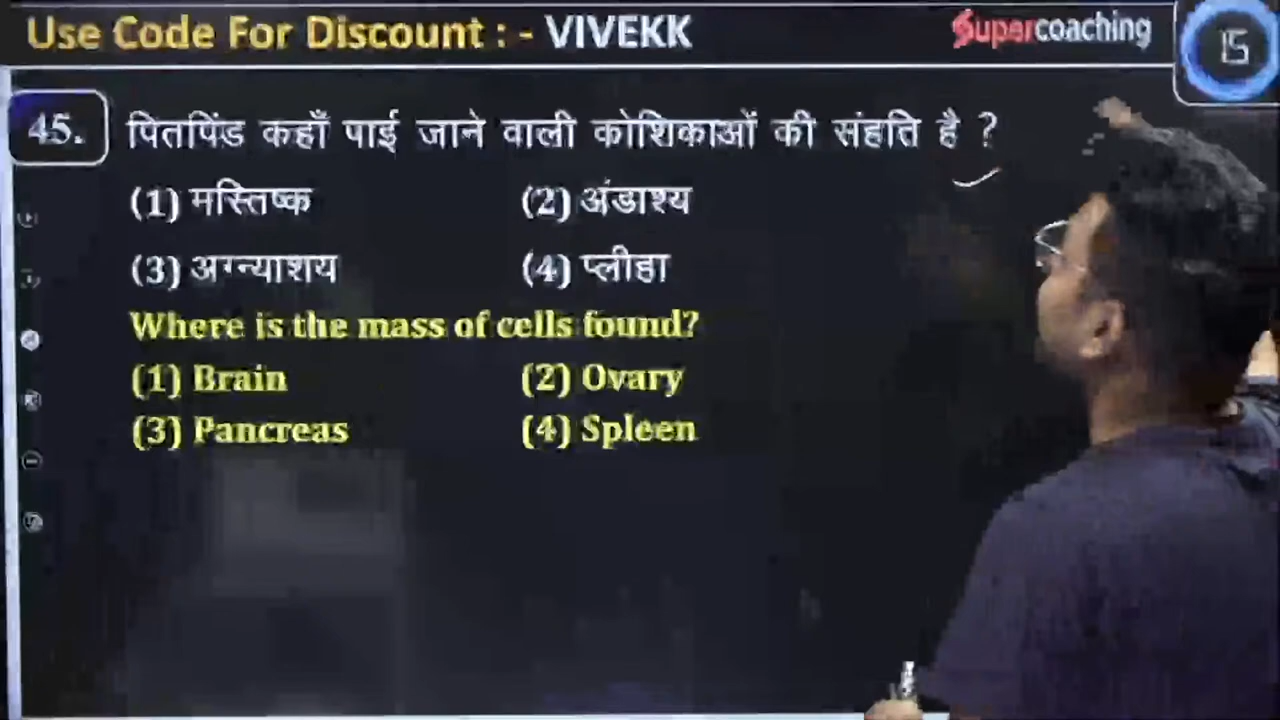 Use Code For Discount : - VIVEKK
Supercoaching
15
45. पितपिंड कहाँ पाई जाने वाली कोशिकाओं की संहति है ?
(1) मस्तिष्क (2) अंडाश्य
(3) अग्न्याशय (4) प्लीहा
Where is the mass of cells found?
(1) Brain (2) Ovary
(3) Pancreas (4) Spleen